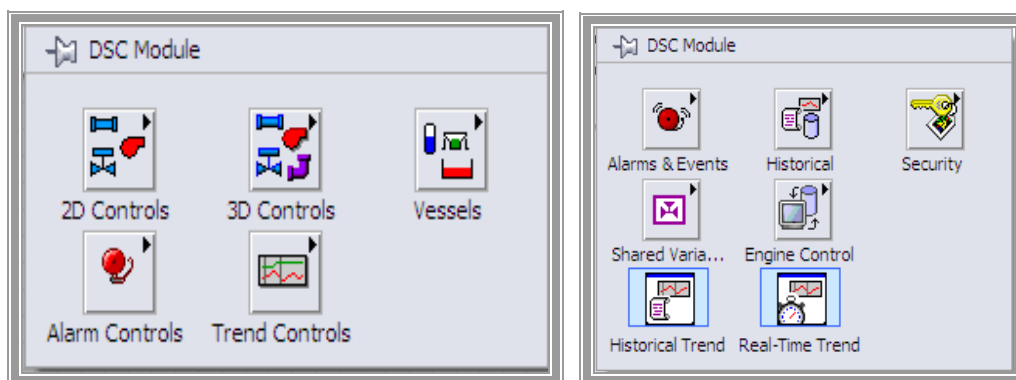 DSC Module
2D Controls 3D Controls Vessels
Alarm Controls Trend Controls
DSC Module
Alarms & Events Historical Security
Shared Varia... Engine Control
Historical Trend Real-Time Trend